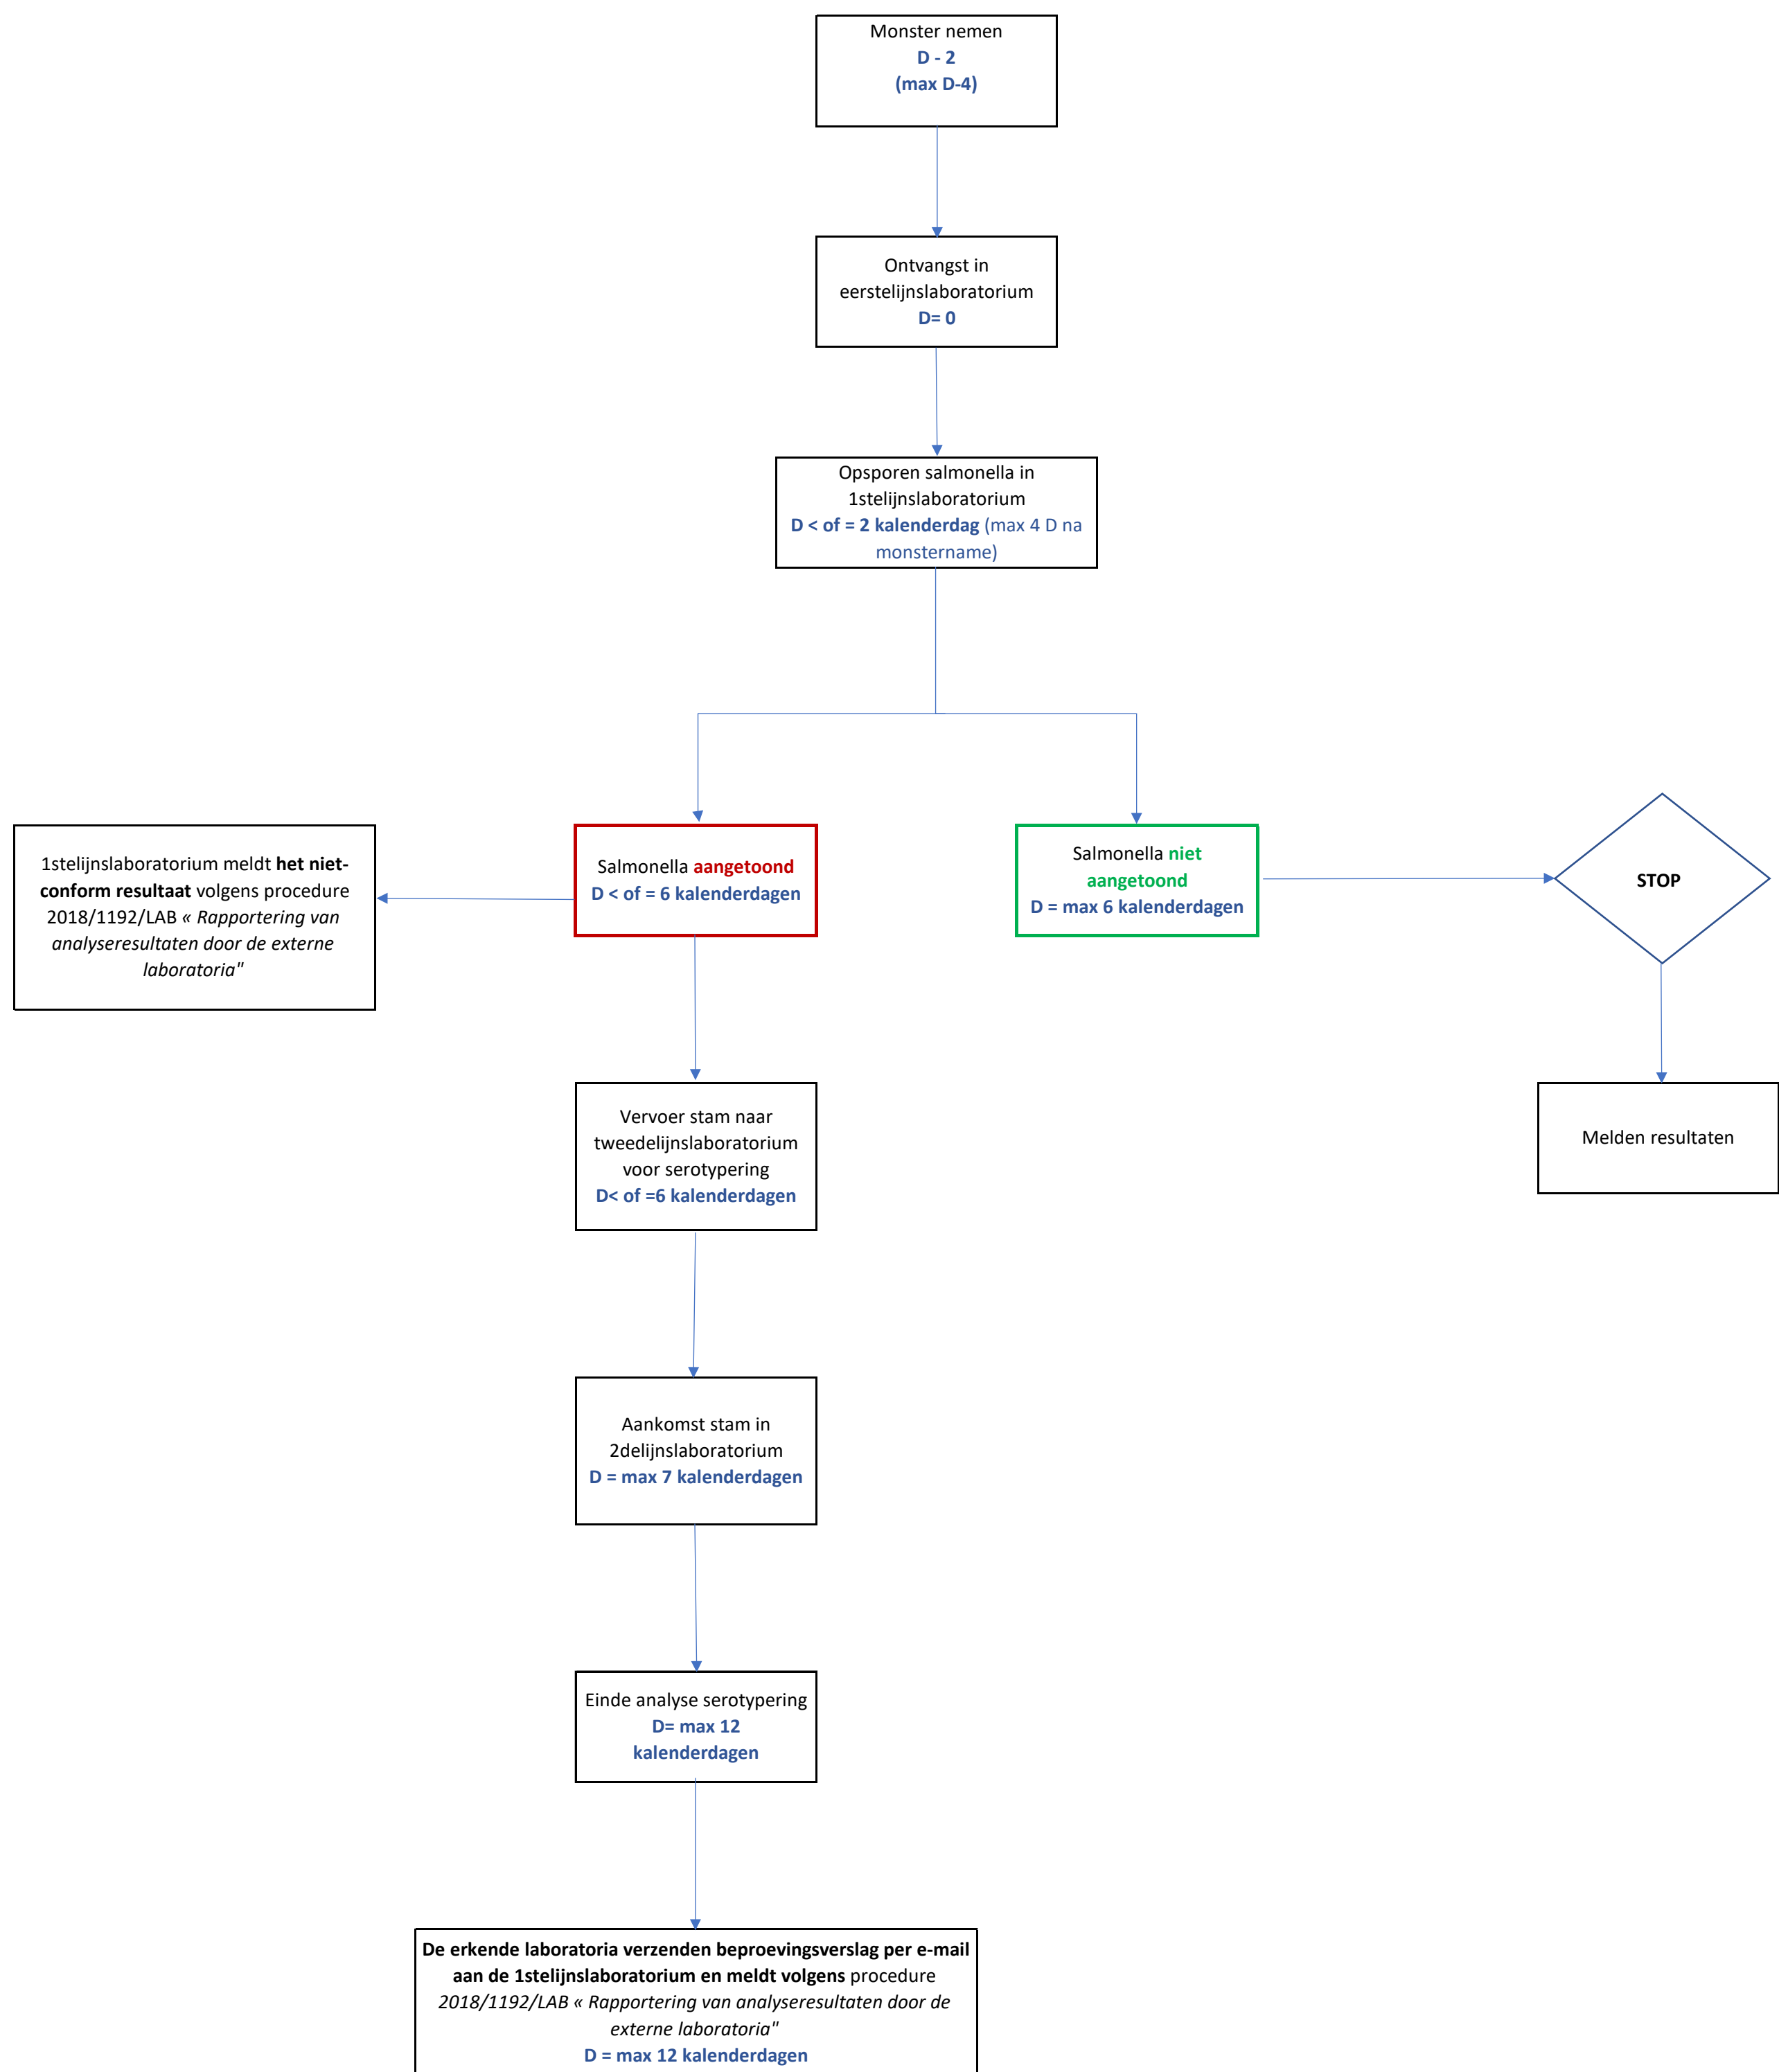 Monster nemen
D - 2
(max D-4)
Ontvangst in
eerstelijnslaboratorium
D= 0
Opsporen salmonella in
1stelijnslaboratorium
D < of = 2 kalenderdag (max 4 D na
monstername)
1stelijnslaboratorium meldt het niet-
conform resultaat volgens procedure
2018/1192/LAB « Rapportering van
analyseresultaten door de externe
laboratoria"
Salmonella aangetoond
D < of = 6 kalenderdagen
Salmonella niet
aangetoond
D = max 6 kalenderdagen
STOP
Vervoer stam naar
tweedelijnslaboratorium
voor serotypering
D< of =6 kalenderdagen
Melden resultaten
Aankomst stam in
2delijnslaboratorium
D = max 7 kalenderdagen
Einde analyse serotypering
D= max 12
kalenderdagen
De erkende laboratoria verzenden beproevingsverslag per e-mail
aan de 1stelijnslaboratorium en meldt volgens procedure
2018/1192/LAB « Rapportering van analyseresultaten door de
externe laboratoria"
D = max 12 kalenderdagen